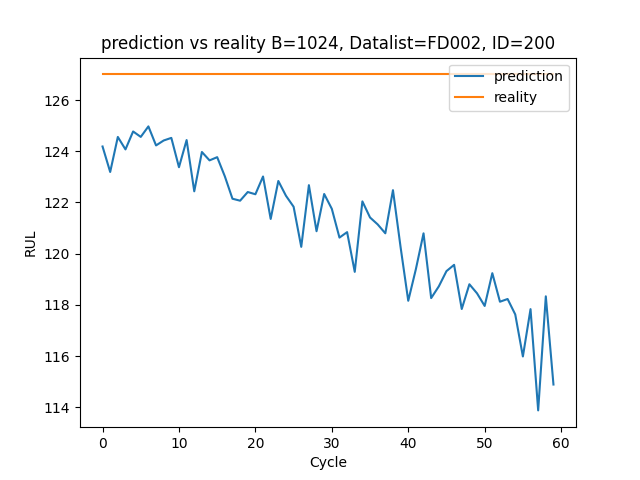 prediction vs reality B=1024, Datalist=FD002, ID=200
prediction
reality
126
124
122
120
118
116
114
RUL
0 10 20 30 40 50 60
Cycle